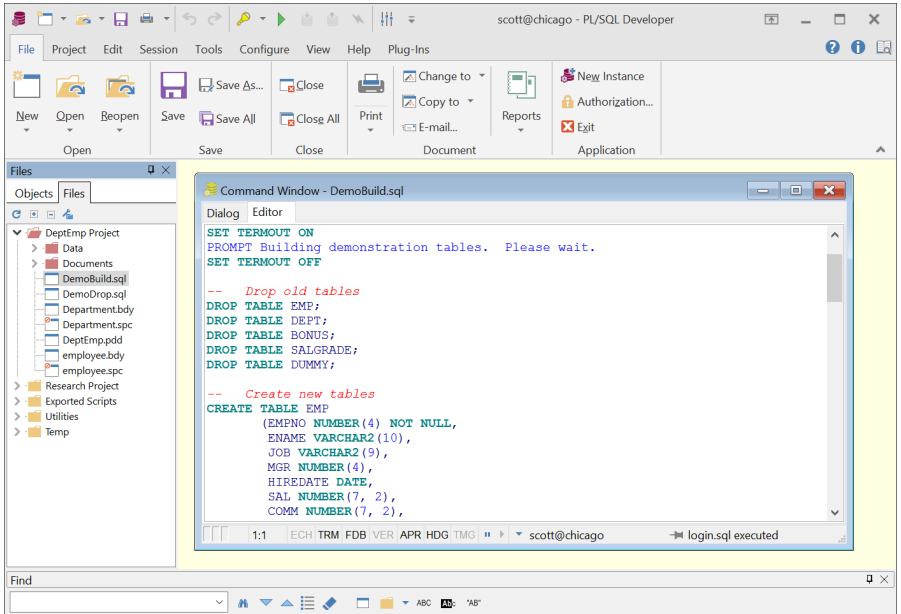 scott@chicago - PL/SQL Developer
File Project Edit Session Tools Configure View Help Plug-Ins
New Open Reopen
Open
Save Save As... Save All
Save
Close
Close All
Close
Print Change to
Copy to
E-mail...
Reports
Document
New Instance
Authorization...
Exit
Application
Files
Objects Files
DeptEmp Project
Data
Documents
DemoBuild.sql
DemoDrop.sql
Department.bdy
Department.spc
DeptEmp.pdd
employee.bdy
employee.spc
Research Project
Exported Scripts
Utilities
Temp
Command Window - DemoBuild.sql
Dialog Editor
SET TERMOUT ON
PROMPT Building demonstration tables.  Please wait.
SET TERMOUT OFF
--   Drop old tables
DROP TABLE EMP;
DROP TABLE DEPT;
DROP TABLE BONUS;
DROP TABLE SALGRADE;
DROP TABLE DUMMY;
--   Create new tables
CREATE TABLE EMP
(EMPNO NUMBER(4) NOT NULL,
ENAME VARCHAR2(10),
JOB VARCHAR2(9),
MGR NUMBER(4),
HIREDATE DATE,
SAL NUMBER(7, 2),
COMM NUMBER(7, 2),
1:1 ECH TRM FDB VER APR HDG TMG scott@chicago login.sql executed
Find
ABC ABc "AB"